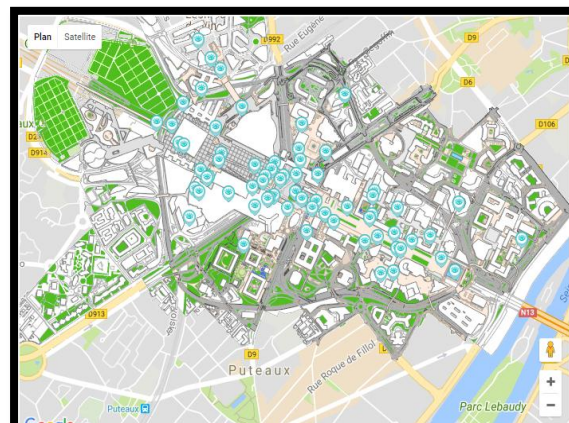 Plan Satellite
D992
Rue Eugène
D9
D6
D106
D914
D913
N13
D9
Puteaux
Rue Roque de Fillol
Puteaux
Parc Lebaudy
Google